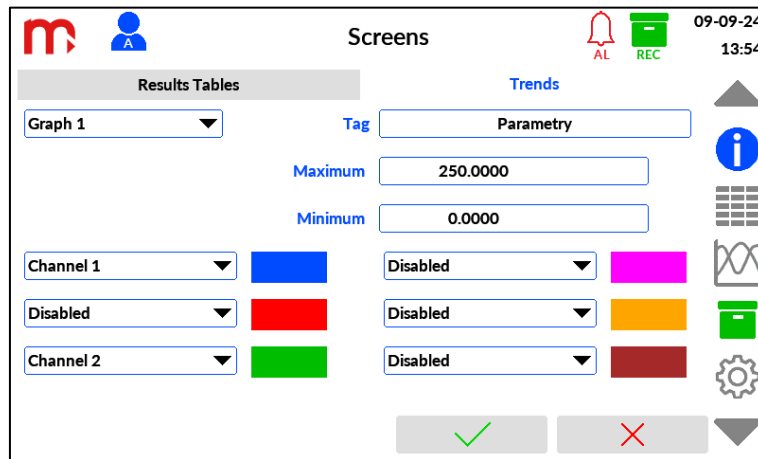 Screens
A
AL
REC
09-09-24
13:54
Results Tables
Trends
Graph 1
Tag
Parametry
Maximum
250.0000
Minimum
0.0000
Channel 1
Disabled
Disabled
Disabled
Channel 2
Disabled